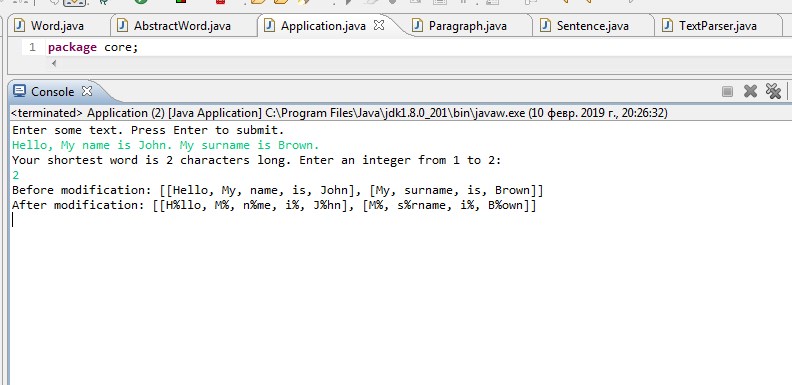 Word.java AbstractWord.java Application.java Paragraph.java Sentence.java TextParser.java
1 package core;
Console
<terminated> Application (2) [Java Application] C:\Program Files\Java\jdk1.8.0_201\bin\javaw.exe (10 февр. 2019 г., 20:26:32)
Enter some text. Press Enter to submit.
Hello, My name is John. My surname is Brown.
Your shortest word is 2 characters long. Enter an integer from 1 to 2:
2
Before modification: [[Hello, My, name, is, John], [My, surname, is, Brown]]
After modification: [[H%llo, M%, n%me, i%, J%hn], [M%, s%rname, i%, B%own]]